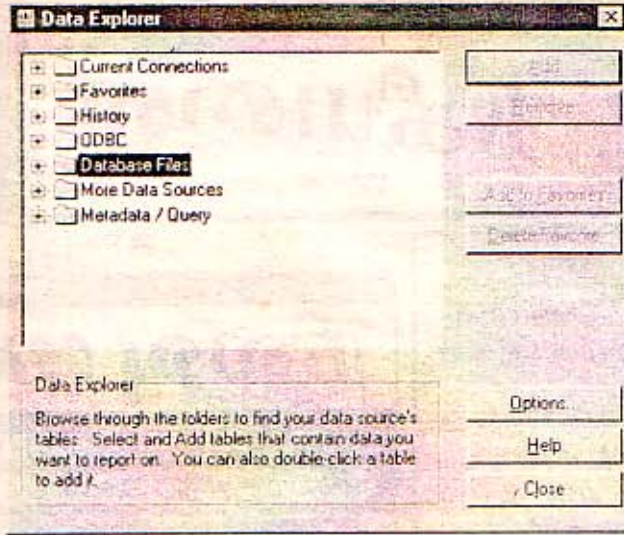 Data Explorer
Current Connections
Favorites
History
ODBC
Database Files
More Data Sources
Metadata / Query
Add
Remove
Add to Favorites
Delete Favorite
Data Explorer
Browse through the folders to find your data source's
tables. Select and Add tables that contain data you
want to report on. You can also double-click a table
to add it.
Options...
Help
Close